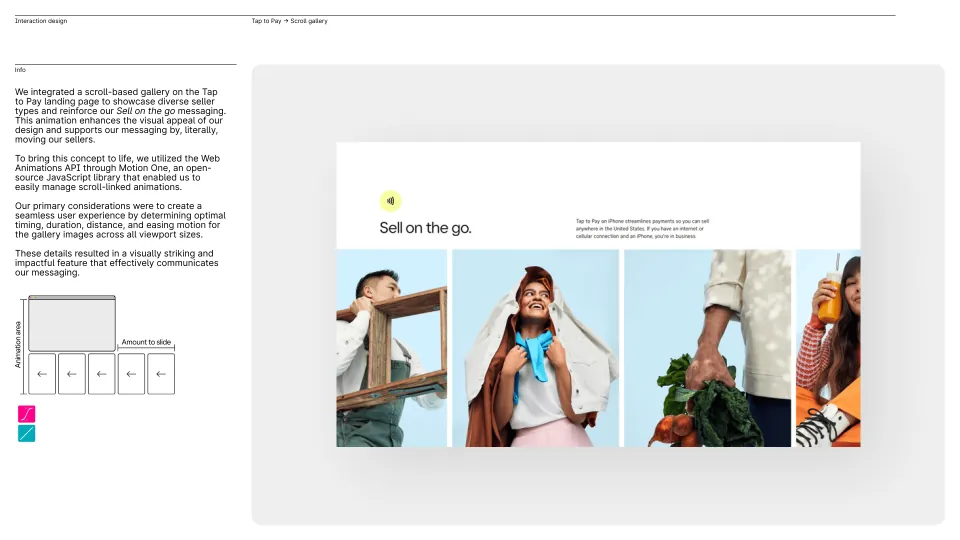 Interaction design
Tap to Pay → Scroll gallery
Info
We integrated a scroll-based gallery on the Tap
to Pay landing page to showcase diverse seller
types and reinforce our Sell on the go messaging.
This animation enhances the visual appeal of our
design and supports our messaging by, literally,
moving our sellers.
To bring this concept to life, we utilized the Web
Animations API through Motion One, an open-
source JavaScript library that enabled us to
easily manage scroll-linked animations.
Our primary considerations were to create a
seamless user experience by determining optimal
timing, duration, distance, and easing motion for
the gallery images across all viewport sizes.
These details resulted in a visually striking and
impactful feature that effectively communicates
our messaging.
Animation area
Amount to slide
Sell on the go.
Tap to Pay on iPhone streamlines payments so you can sell
anywhere in the United States. If you have an internet or
cellular connection and an iPhone, you're in business